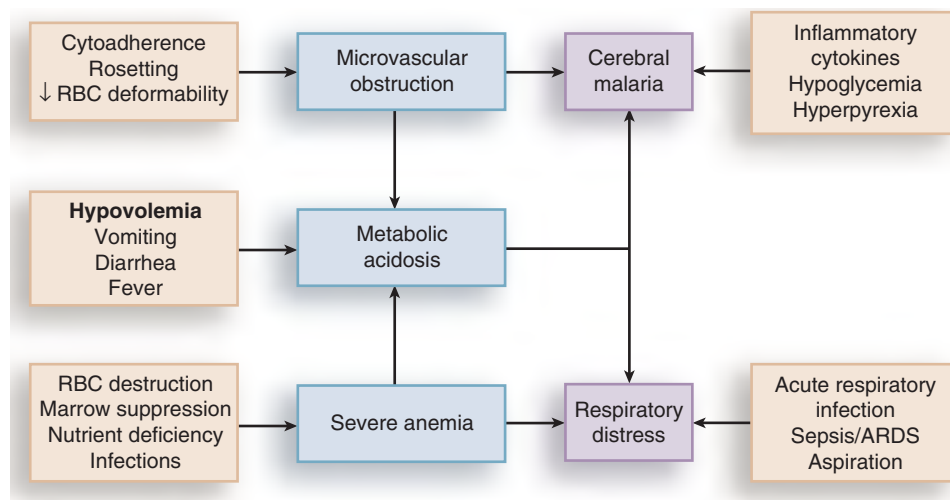 Cytoadherence
Rosetting
↓ RBC deformability
Microvascular
obstruction
Cerebral
malaria
Inflammatory
cytokines
Hypoglycemia
Hyperpyrexia
Hypovolemia
Vomiting
Diarrhea
Fever
Metabolic
acidosis
RBC destruction
Marrow suppression
Nutrient deficiency
Infections
Severe anemia
Respiratory
distress
Acute respiratory
infection
Sepsis/ARDS
Aspiration